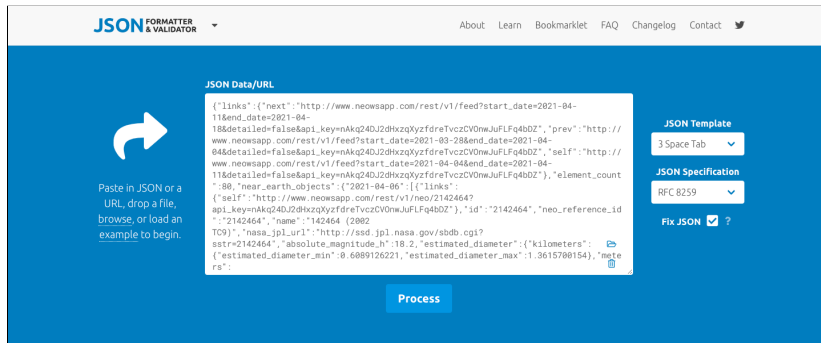 JSON FORMATTER & VALIDATOR
About Learn Bookmarklet FAQ Changelog Contact
JSON Data/URL
{"links":{"next":"http://www.neowsapp.com/rest/v1/feed?start_date=2021-04-
11&end_date=2021-04-
18&detailed=false&api_key=nAkq24DJ2dHxzqXyzfdreTvczCVOnwJuFLFq4bDZ","prev":"http://
www.neowsapp.com/rest/v1/feed?start_date=2021-03-28&end_date=2021-04-
04&detailed=false&api_key=nAkq24DJ2dHxzqXyzfdreTvczCVOnwJuFLFq4bDZ","self":"http://
www.neowsapp.com/rest/v1/feed?start_date=2021-04-04&end_date=2021-04-
11&detailed=false&api_key=nAkq24DJ2dHxzqXyzfdreTvczCVOnwJuFLFq4bDZ"},"element_count
":80,"near_earth_objects":{"2021-04-06":[{"links":
{"self":"http://www.neowsapp.com/rest/v1/neo/2142464?
api_key=nAkq24DJ2dHxzqXyzfdreTvczCVOnwJuFLFq4bDZ"},"id":"2142464","neo_reference_id
":"2142464","name":"142464 (2002
TC9)","nasa_jpl_url":"http://ssd.jpl.nasa.gov/sbdb.cgi?
sstr=2142464","absolute_magnitude_h":18.2,"estimated_diameter":{"kilometers":
{"estimated_diameter_min":0.6089126221,"estimated_diameter_max":1.3615700154},"mete
rs":
Paste in JSON or a
URL, drop a file,
browse, or load an
example to begin.
JSON Template
3 Space Tab
JSON Specification
RFC 8259
Fix JSON ?
Process